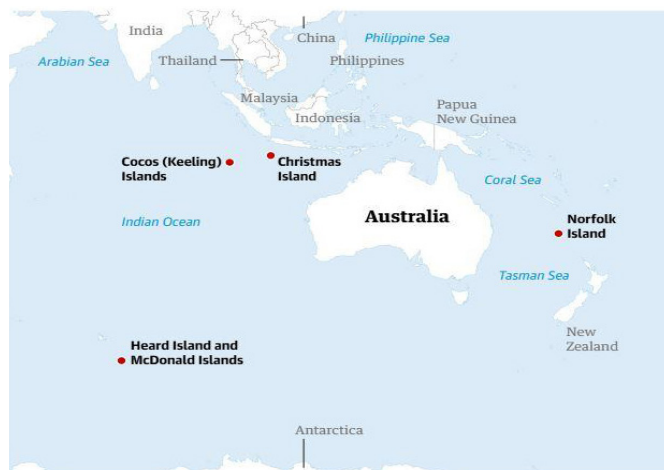 India
China
Philippine Sea
Arabian Sea
Thailand
Philippines
Malaysia
Indonesia
Papua
New Guinea
Cocos (Keeling)
Islands
Christmas
Island
Coral Sea
Indian Ocean
Australia
Norfolk
Island
Tasman Sea
Heard Island and
McDonald Islands
New
Zealand
Antarctica